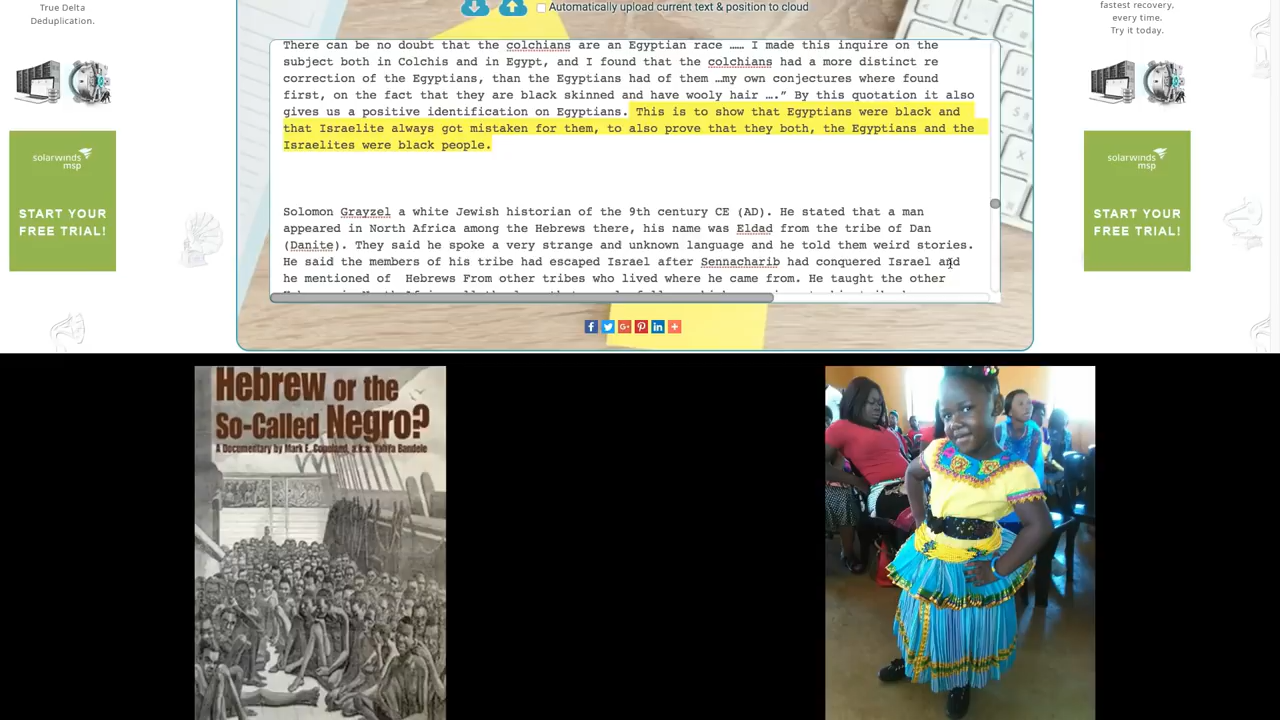 True Delta
Deduplication.
Automatically upload current text & position to cloud
fastest recovery,
every time.
Try it today.
There can be no doubt that the colchians are an Egyptian race …… I made this inquire on the
subject both in Colchis and in Egypt, and I found that the colchians had a more distinct re
correction of the Egyptians, than the Egyptians had of them …my own conjectures where found
first, on the fact that they are black skinned and have wooly hair ….” By this quotation it also
gives us a positive identification on Egyptians. This is to show that Egyptians were black and
that Israelite always got mistaken for them, to also prove that they both, the Egyptians and the
Israelites were black people.
solarwinds
msp
START YOUR
FREE TRIAL!
solarwinds
msp
START YOUR
FREE TRIAL!
Solomon Grayzel a white Jewish historian of the 9th century CE (AD). He stated that a man
appeared in North Africa among the Hebrews there, his name was Eldad from the tribe of Dan
(Danite). They said he spoke a very strange and unknown language and he told them weird stories.
He said the members of his tribe had escaped Israel after Sennacharib had conquered Israel and
he mentioned of  Hebrews From other tribes who lived where he came from. He taught the other
Hebrew or the
So-Called Negro?
A Documentary by Mark E. Copeland, a.k.a. Yahya Bandele